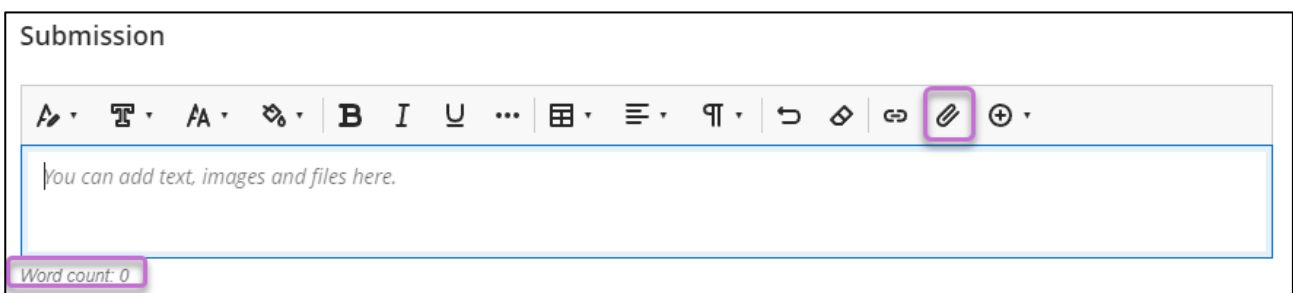 Submission
B I U
You can add text, images and files here.
Word count: 0